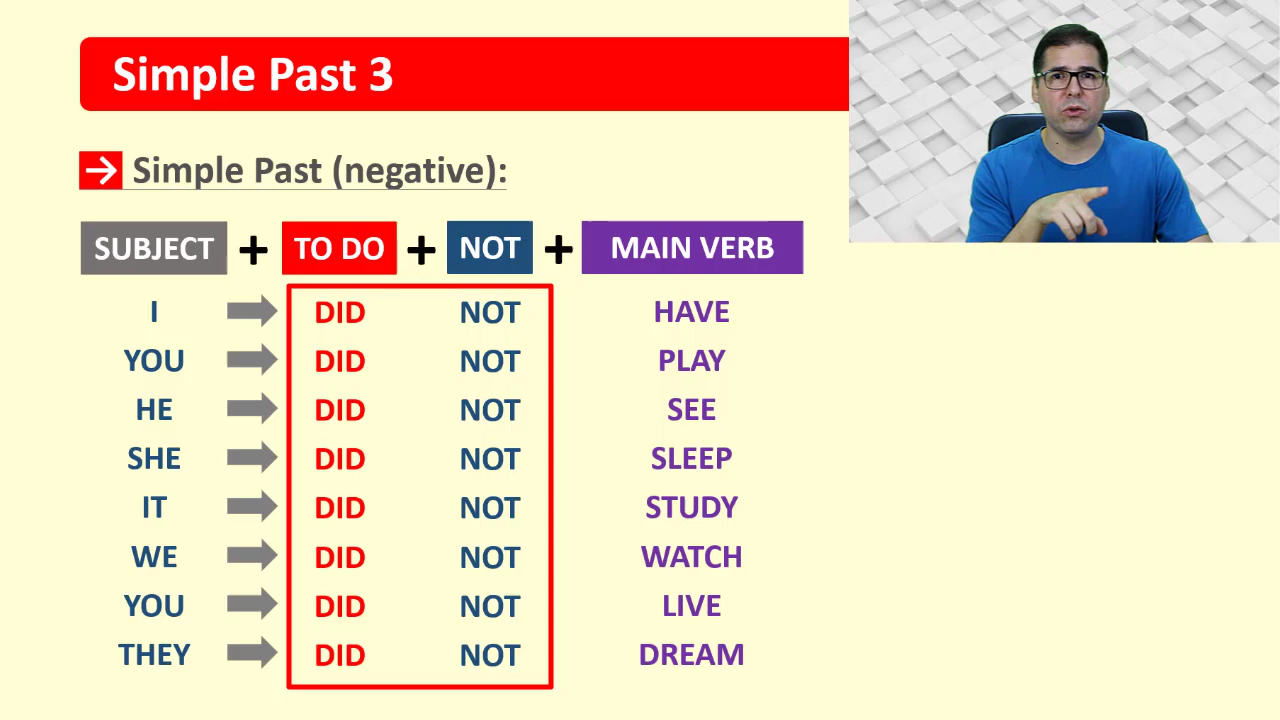 Simple Past 3
Simple Past (negative):
SUBJECT + TO DO + NOT + MAIN VERB
I DID NOT HAVE
YOU DID NOT PLAY
HE DID NOT SEE
SHE DID NOT SLEEP
IT DID NOT STUDY
WE DID NOT WATCH
YOU DID NOT LIVE
THEY DID NOT DREAM